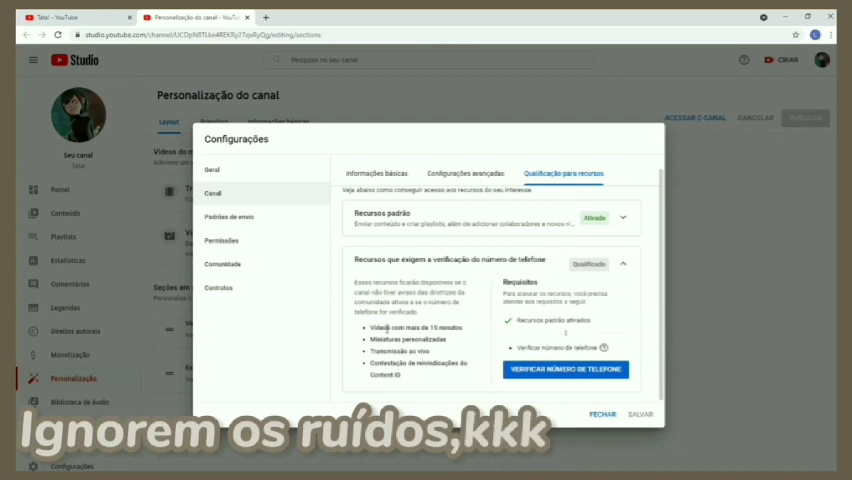 Tata! - YouTube
Personalização do canal - YouTu
studio.youtube.com/channel/
/editing/sections
Studio
Pesquise no seu canal
CRIAR
Personalização do canal
Layout
Branding
Informações básicas
ACESSAR O CANAL
CANCELAR
PUBLICAR
Seu canal
Tata!
Painel
Conteúdo
Playlists
Estatísticas
Comentários
Legendas
Direitos autorais
Monetização
Personalização
Biblioteca de áudio
Configurações
Configurações
Geral
Canal
Padrões de envio
Permissões
Comunidade
Contratos
Informações básicas
Configurações avançadas
Qualificação para recursos
Veja abaixo como conseguir acesso aos recursos do seu interesse.
Recursos padrão
Enviar conteúdo e criar playlists, além de adicionar colaboradores e novos ví...
Ativado
Recursos que exigem a verificação do número de telefone
Qualificado
Esses recursos ficarão disponíveis se o
canal não tiver avisos das diretrizes da
comunidade ativos e se o número de
telefone for verificado.
Vídeos com mais de 15 minutos
Miniaturas personalizadas
Transmissão ao vivo
Contestação de reivindicações do
Content ID
Requisitos
Para acessar os recursos, você precisa
atender aos requisitos a seguir
Recursos padrão ativados
E
Verificar número de telefone
VERIFICAR NÚMERO DE TELEFONE
FECHAR
SALVAR
Ignorem os ruídos,kkk